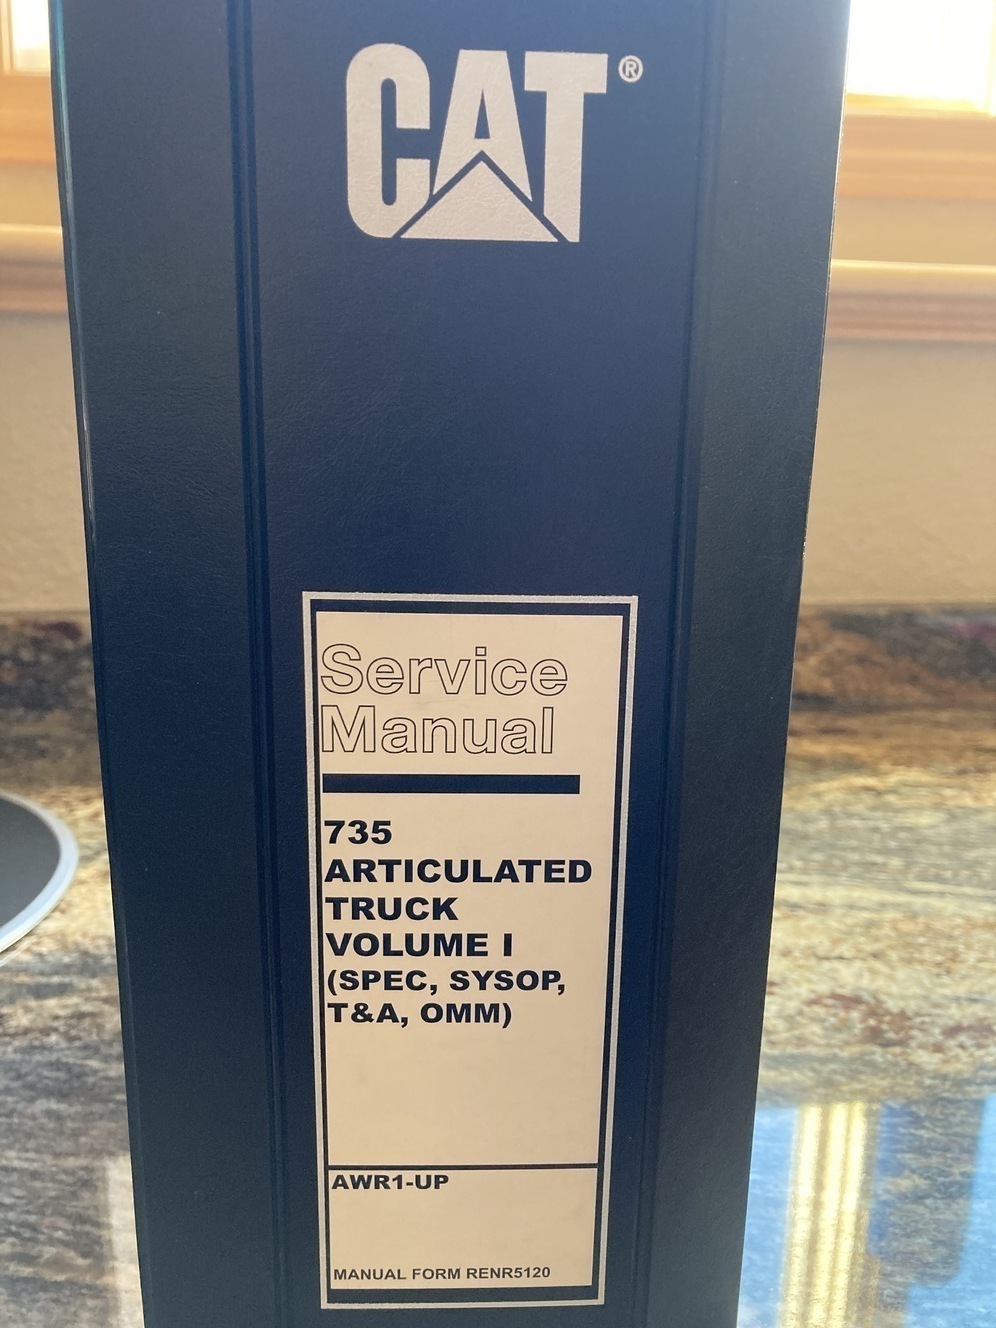 CAT®
Service
Manual
735
ARTICULATED
TRUCK
VOLUME I
(SPEC, SYSOP,
T&A, OMM)
AWR1-UP
MANUAL FORM RENR5120